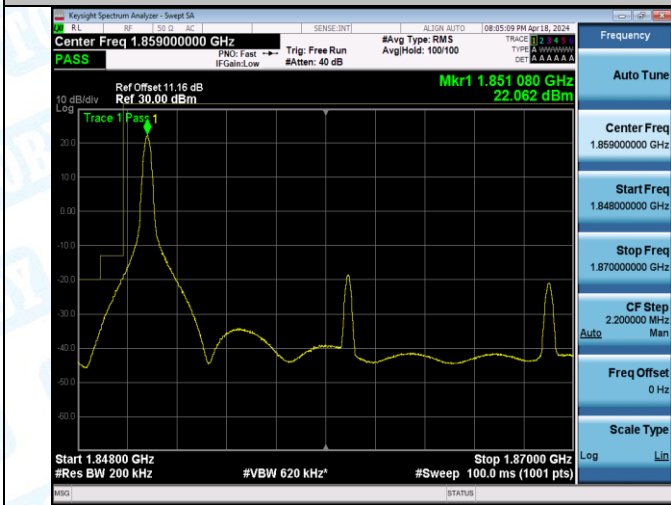 Keysight Spectrum Analyzer - Swept SA
RL RF 50 Ω AC SENSE:INT ALIGN AUTO 08:05:09 PM Apr 18, 2024
Center Freq 1.859000000 GHz
PASS
PNO: Fast
IFGain:Low
Trig: Free Run
#Atten: 40 dB
#Avg Type: RMS
Avg|Hold: 100/100
TRACE 1 2 3 4 5 6
TYPE A WWWWW
DET A A A A A A
Ref Offset 11.16 dB
Ref 30.00 dBm
10 dB/div
Log
Mkr1 1.851 080 GHz
22.062 dBm
Trace 1 Pass
1
20.0
10.0
0.00
-10.0
-20.0
-30.0
-40.0
-50.0
-60.0
Start 1.84800 GHz
Stop 1.87000 GHz
#Res BW 200 kHz
#VBW 620 kHz*
#Sweep 100.0 ms (1001 pts)
MSG
STATUS
Frequency
Auto Tune
Center Freq
1.859000000 GHz
Start Freq
1.848000000 GHz
Stop Freq
1.870000000 GHz
CF Step
2.200000 MHz
Auto Man
Freq Offset
0 Hz
Scale Type
Log Lin